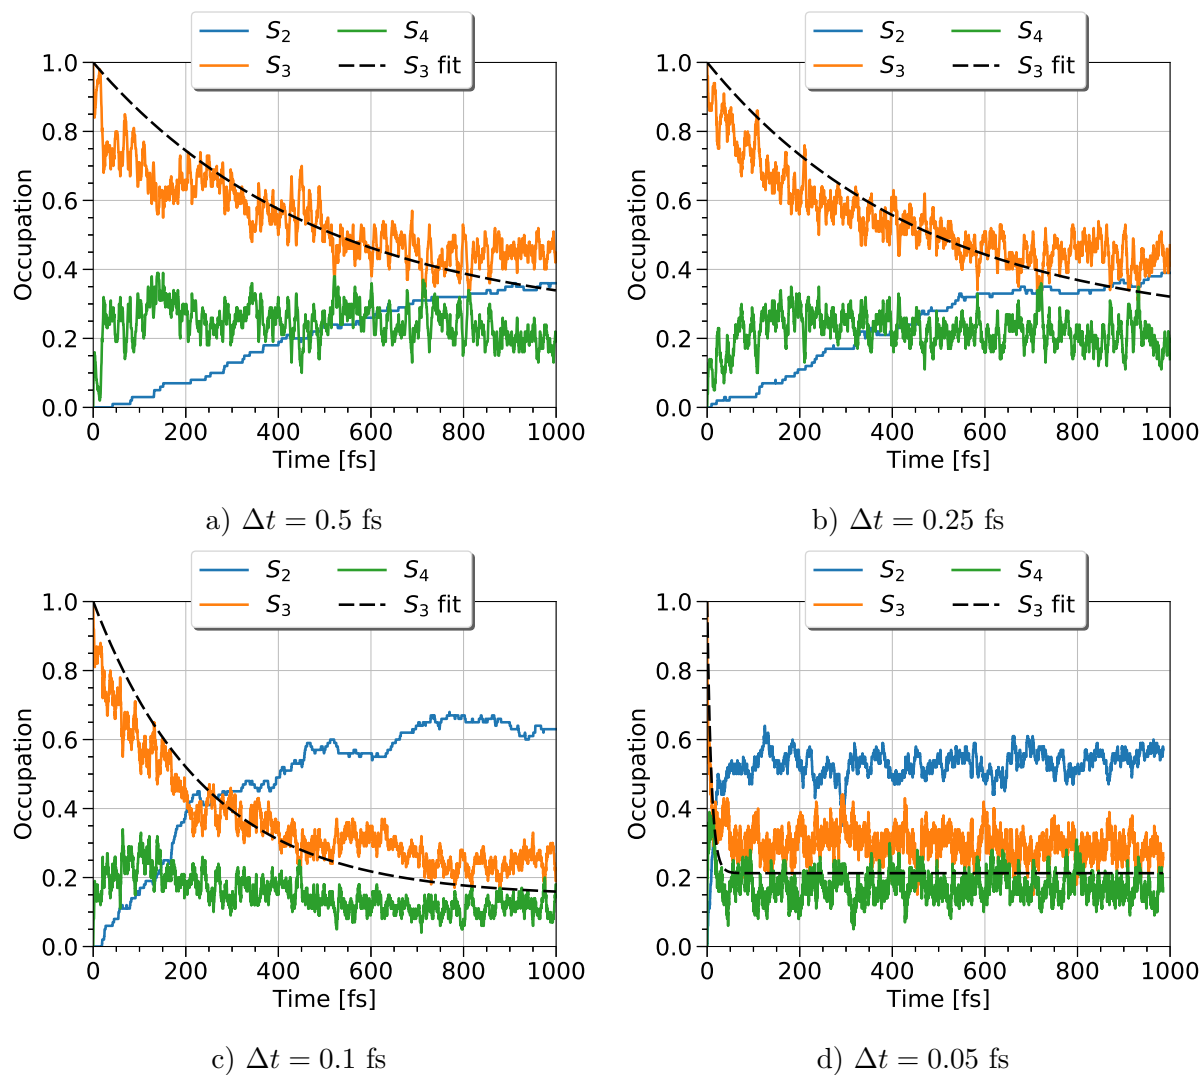 S₂ S₄
S₃ S₃ fit
1.0
0.8
0.6
0.4
0.2
0.0
Occupation
0 200 400 600 800 1000
Time [fs]
a) Δt = 0.5 fs
S₂ S₄
S₃ S₃ fit
1.0
0.8
0.6
0.4
0.2
0.0
Occupation
0 200 400 600 800 1000
Time [fs]
b) Δt = 0.25 fs
S₂ S₄
S₃ S₃ fit
1.0
0.8
0.6
0.4
0.2
0.0
Occupation
0 200 400 600 800 1000
Time [fs]
c) Δt = 0.1 fs
S₂ S₄
S₃ S₃ fit
1.0
0.8
0.6
0.4
0.2
0.0
Occupation
0 200 400 600 800 1000
Time [fs]
d) Δt = 0.05 fs